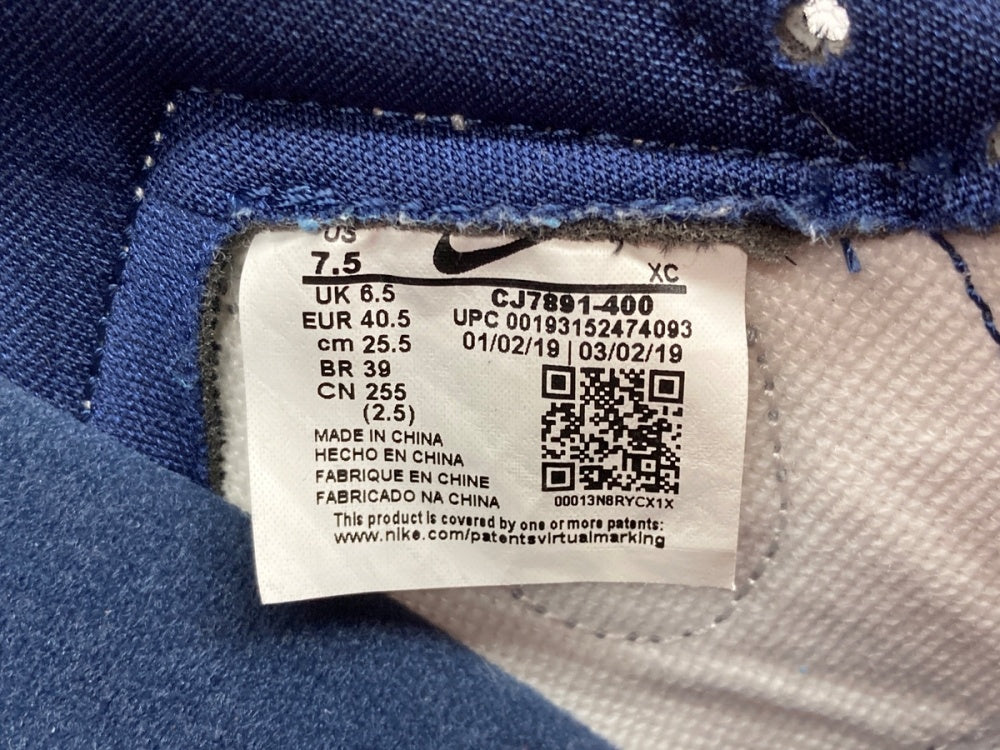 US
7.5
XC
UK 6.5
EUR 40.5
cm 25.5
BR 39
CN 255
(2.5)
CJ7891-400
UPC 00193152474093
01/02/19 | 03/02/19
MADE IN CHINA
HECHO EN CHINA
FABRIQUE EN CHINE
FABRICADO NA CHINA
00013N8RYCX1X
This product is covered by one or more patents:
www.nike.com/patentsvirtualmarking